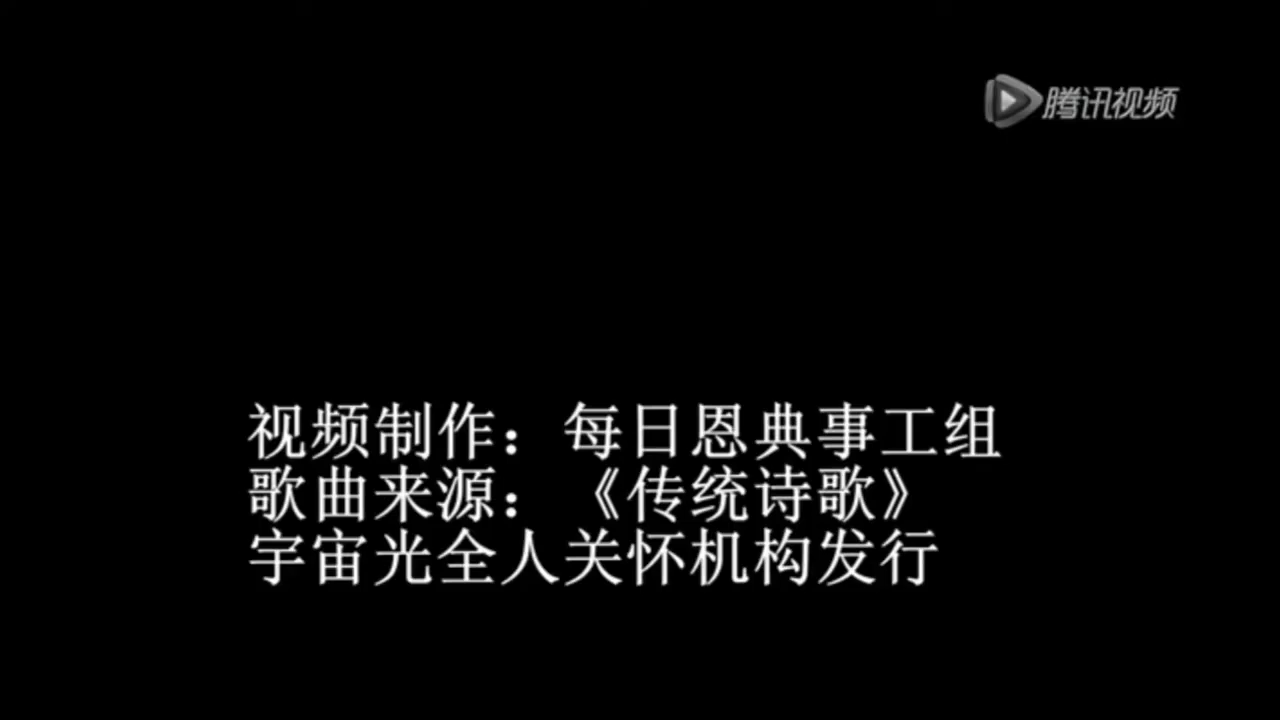 腾讯视频
视频制作：每日恩典事工组
歌曲来源：《传统诗歌》
宇宙光全人关怀机构发行